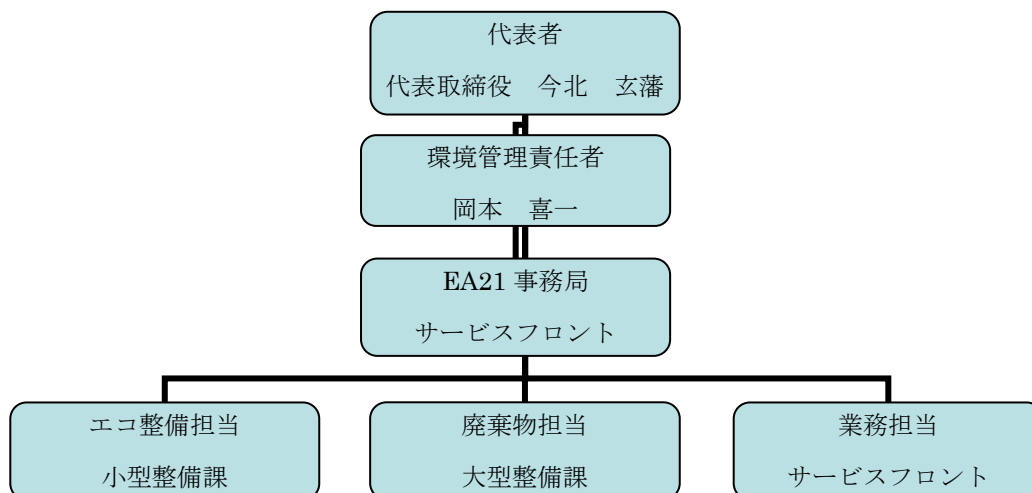 代表者
代表取締役　今北　玄藩
環境管理責任者
岡本　喜一
EA21 事務局
サービスフロント
エコ整備担当
小型整備課
廃棄物担当
大型整備課
業務担当
サービスフロント